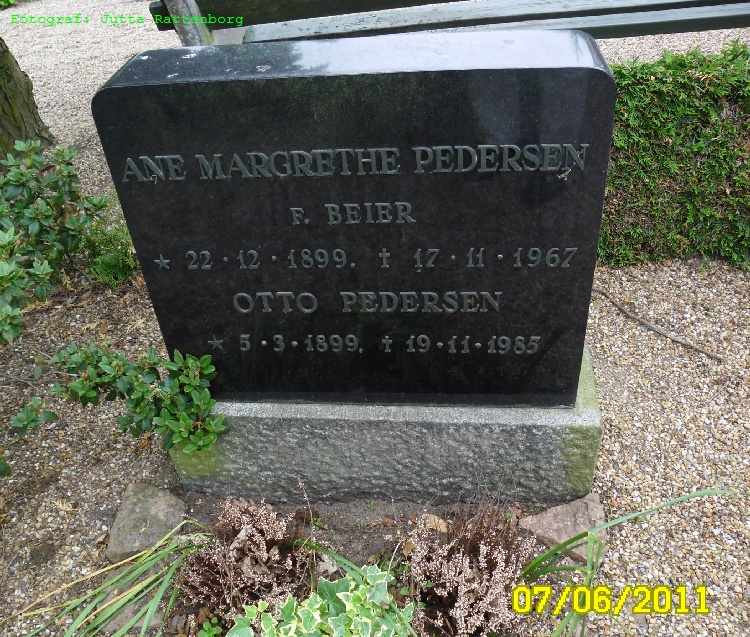 Fotograf: Jutta Rattenborg
ANE MARGRETHE PEDERSEN
F. BEIER
★ 22·12·1899. † 17·11·1967
OTTO PEDERSEN
★ 5·3·1899, † 19·11·1985
07/06/2011